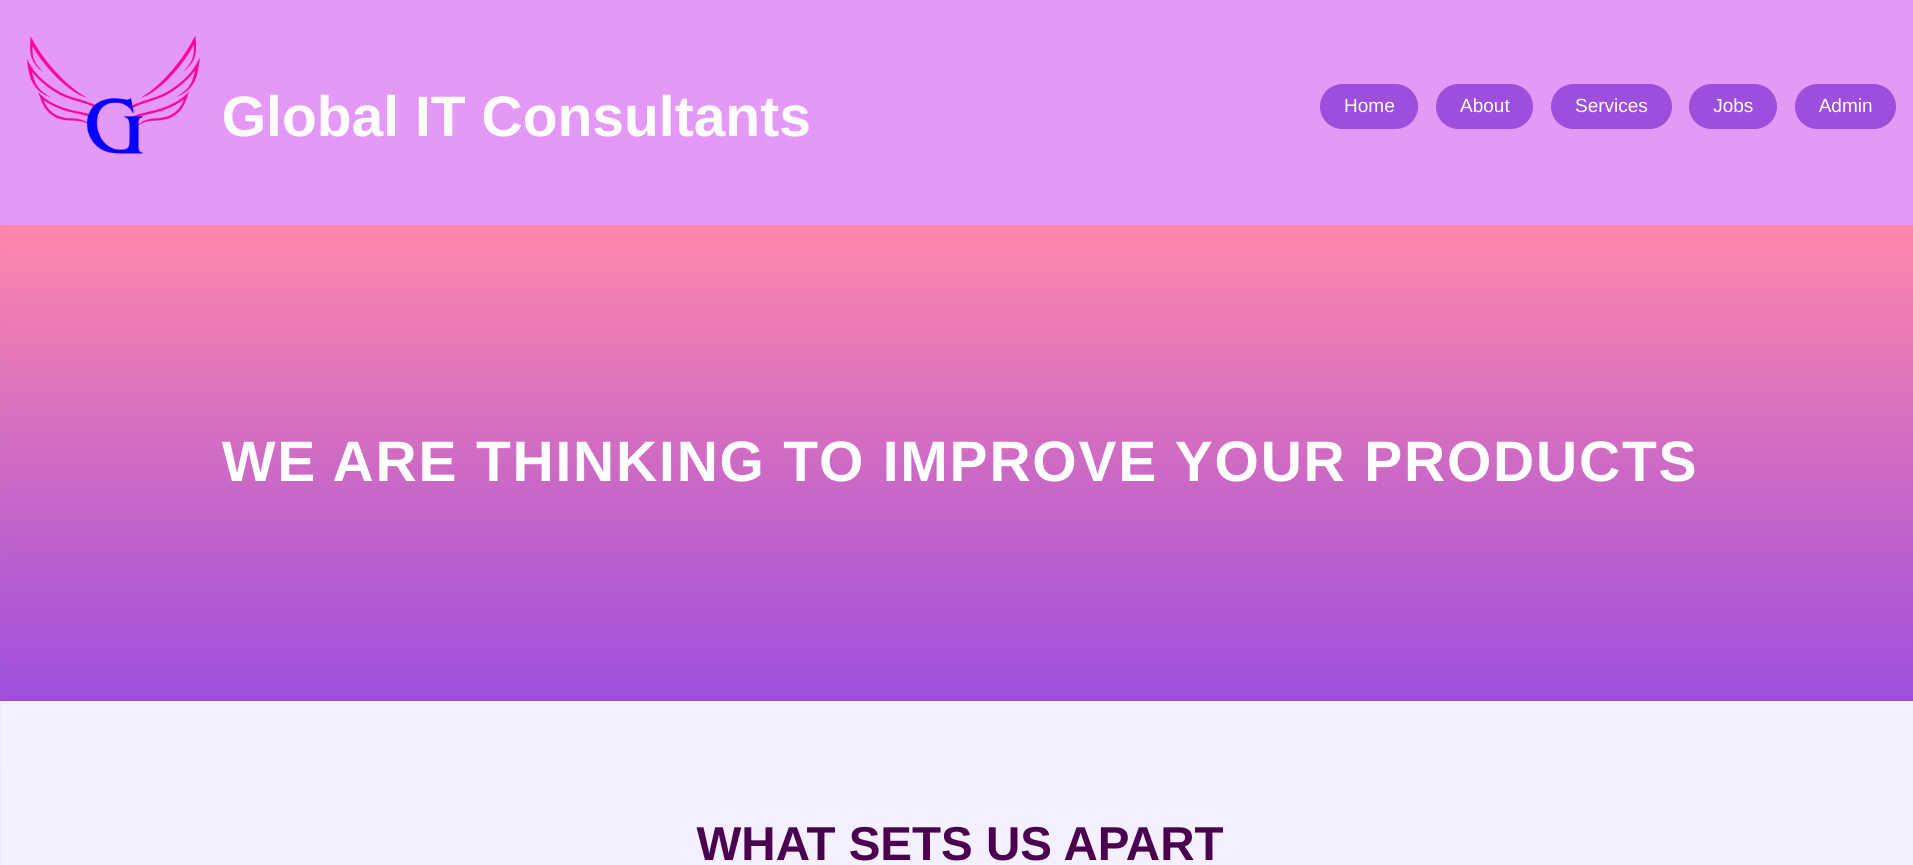 G
Global IT Consultants
Home
About
Services
Jobs
Admin
WE ARE THINKING TO IMPROVE YOUR PRODUCTS
WHAT SETS US APART